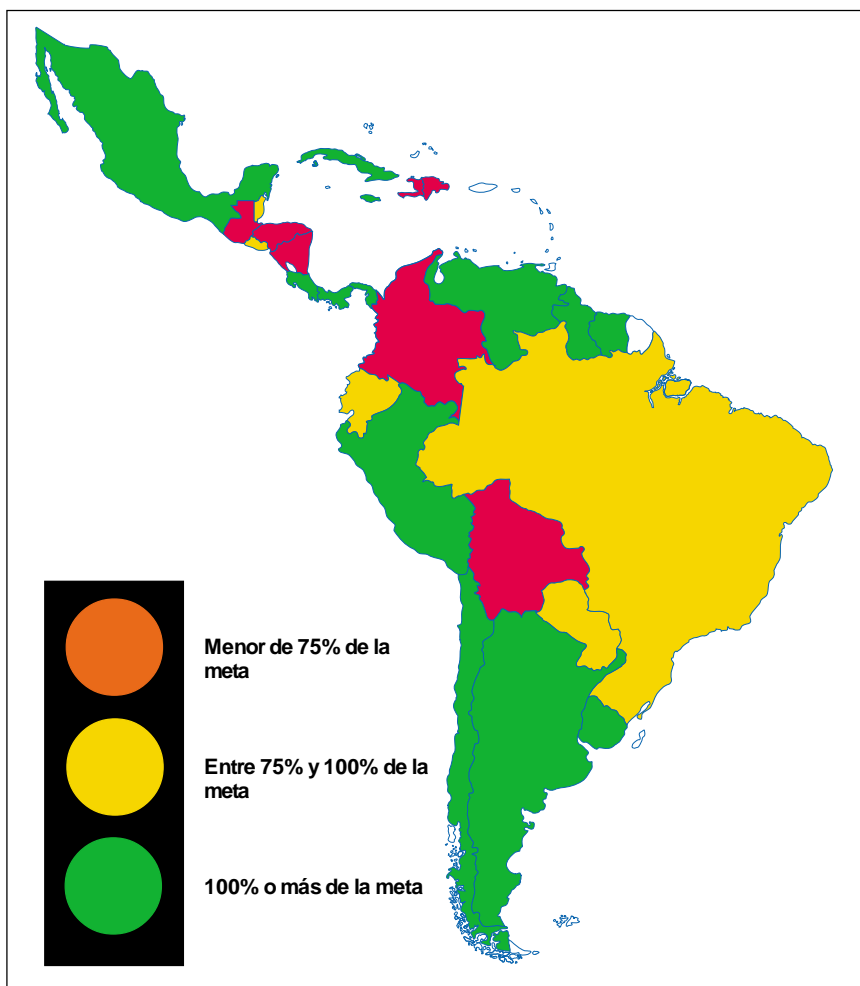 Menor de 75% de la
meta
Entre 75% y 100% de la
meta
100% o más de la meta